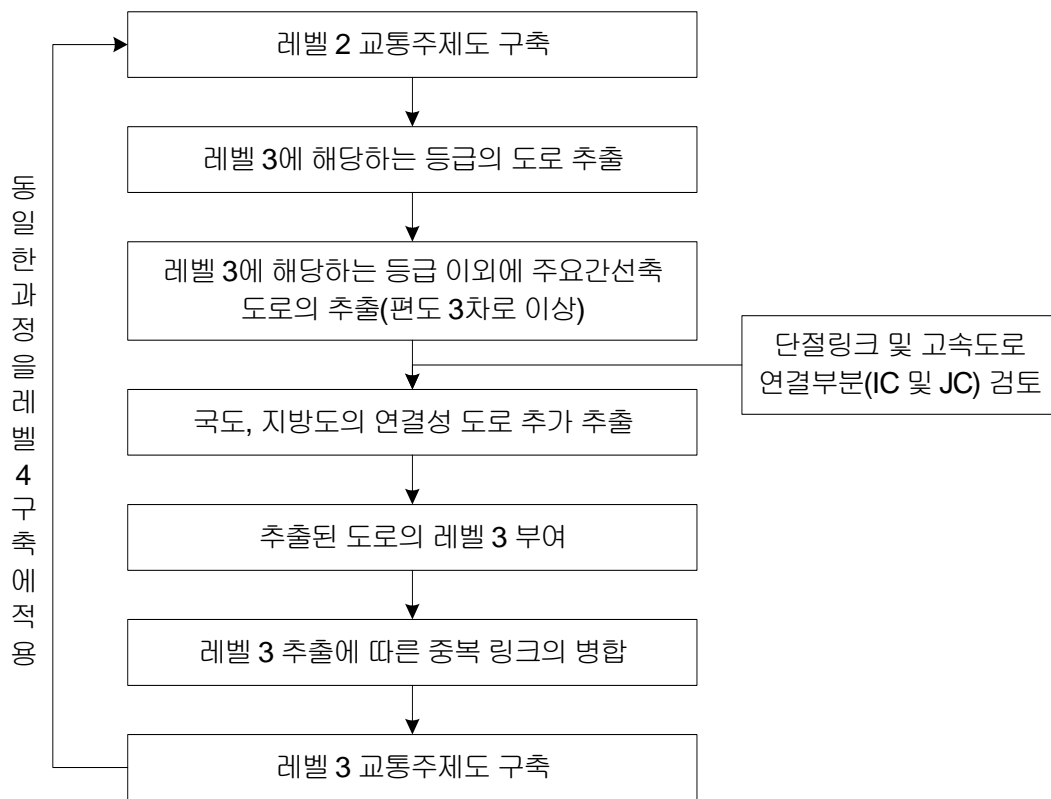 레벨 2 교통주제도 구축
레벨 3에 해당하는 등급의 도로 추출
레벨 3에 해당하는 등급 이외에 주요간선축
도로의 추출(편도 3차로 이상)
단절링크 및 고속도로
연결부분(IC 및 JC) 검토
국도, 지방도의 연결성 도로 추가 추출
추출된 도로의 레벨 3 부여
레벨 3 추출에 따른 중복 링크의 병합
레벨 3 교통주제도 구축
동일한과정을레벨4구축에적용